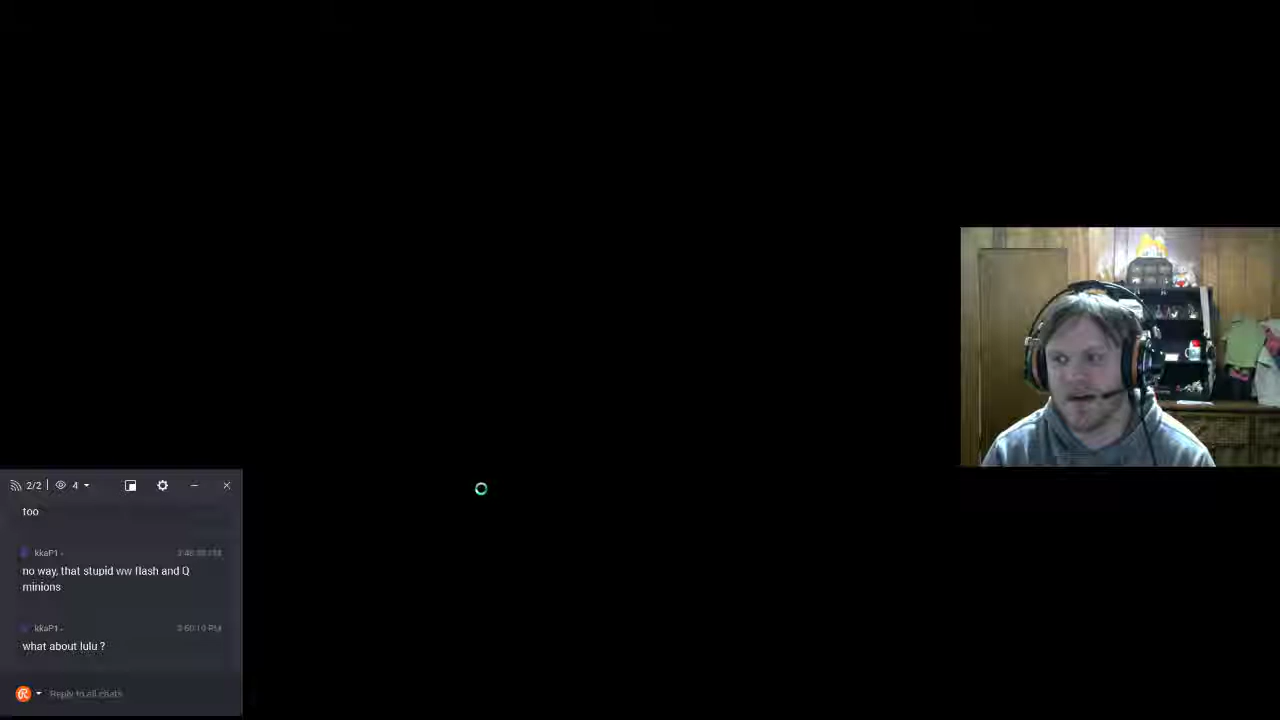 2/2 4
too
kkaP1
no way, that stupid ww flash and Q
minions
kkaP1
what about lulu ?
Reply to all chats